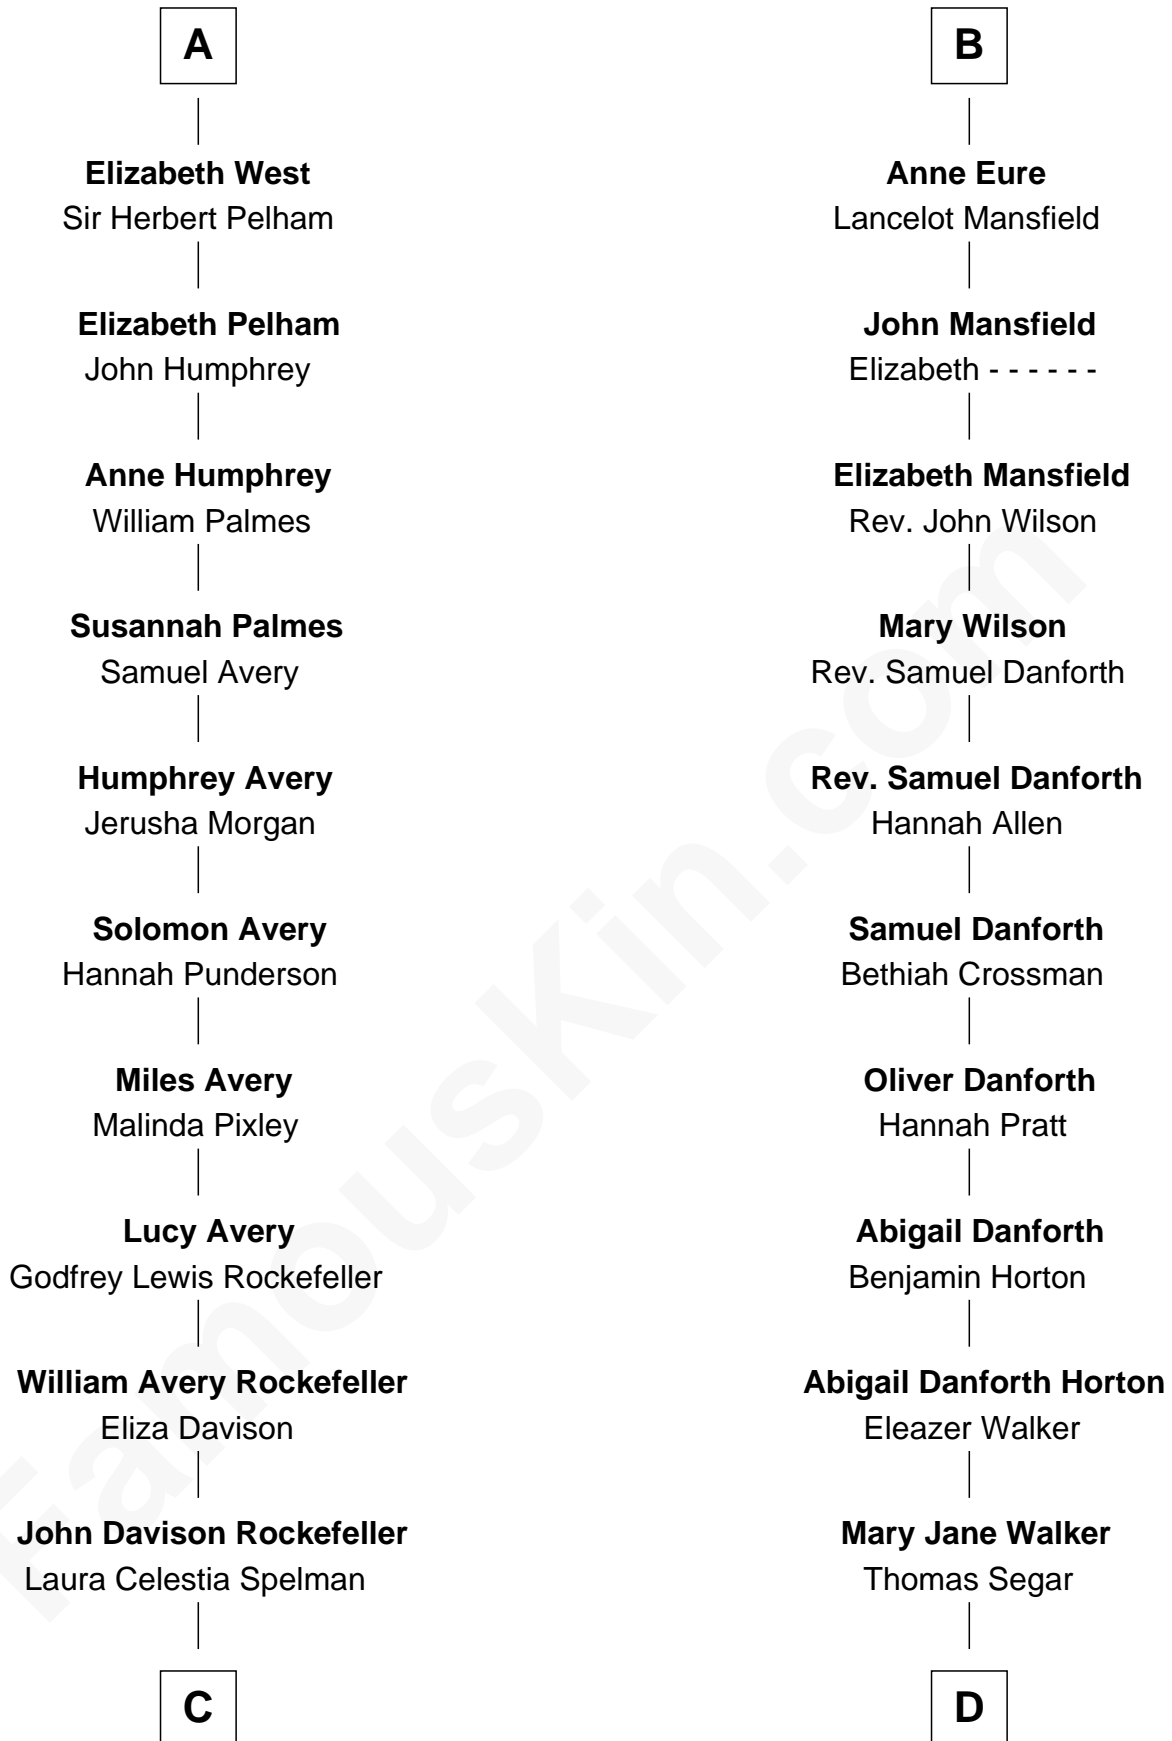 A
Elizabeth West
Sir Herbert Pelham
Elizabeth Pelham
John Humphrey
Anne Humphrey
William Palmes
Susannah Palmes
Samuel Avery
Humphrey Avery
Jerusha Morgan
Solomon Avery
Hannah Punderson
Miles Avery
Malinda Pixley
Lucy Avery
Godfrey Lewis Rockefeller
William Avery Rockefeller
Eliza Davison
John Davison Rockefeller
Laura Celestia Spelman
C
B
Anne Eure
Lancelot Mansfield
John Mansfield
Elizabeth - - - - - -
Elizabeth Mansfield
Rev. John Wilson
Mary Wilson
Rev. Samuel Danforth
Rev. Samuel Danforth
Hannah Allen
Samuel Danforth
Bethiah Crossman
Oliver Danforth
Hannah Pratt
Abigail Danforth
Benjamin Horton
Abigail Danforth Horton
Eleazer Walker
Mary Jane Walker
Thomas Segar
D
FamousKin.com